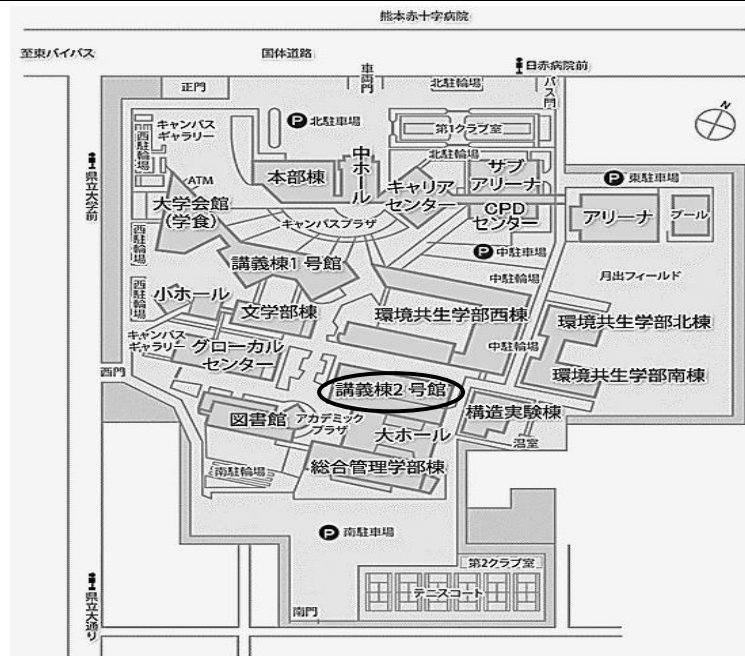 熊本赤十字病院
至東バイパス
国体道路
車両門
日赤病院前
正門
北駐輪場
バス門
N
西駐輪場
キャンパス
ギャラリー
P 北駐車場
第1クラブ室
県立大学前
ATM
本部棟
中ホール
北駐輪場
サブ
アリーナ
キャリア
センター
P 東駐車場
大学会館
(学食)
CPD
センター
アリーナ
プール
キャンパスプラザ
西駐輪場
講義棟1号館
P 中駐車場
中駐輪場
月出フィールド
西駐輪場
小ホール
文学部棟
環境共生学部西棟
環境共生学部北棟
キャンパス
ギャラリー
グローカル
センター
中駐輪場
西門
環境共生学部南棟
講義棟2号館
図書館
アカデミック
プラザ
構造実験棟
大ホール
温室
南駐輪場
総合管理学部棟
P 南駐車場
第2クラブ室
テニスコート
県立大通り
南門